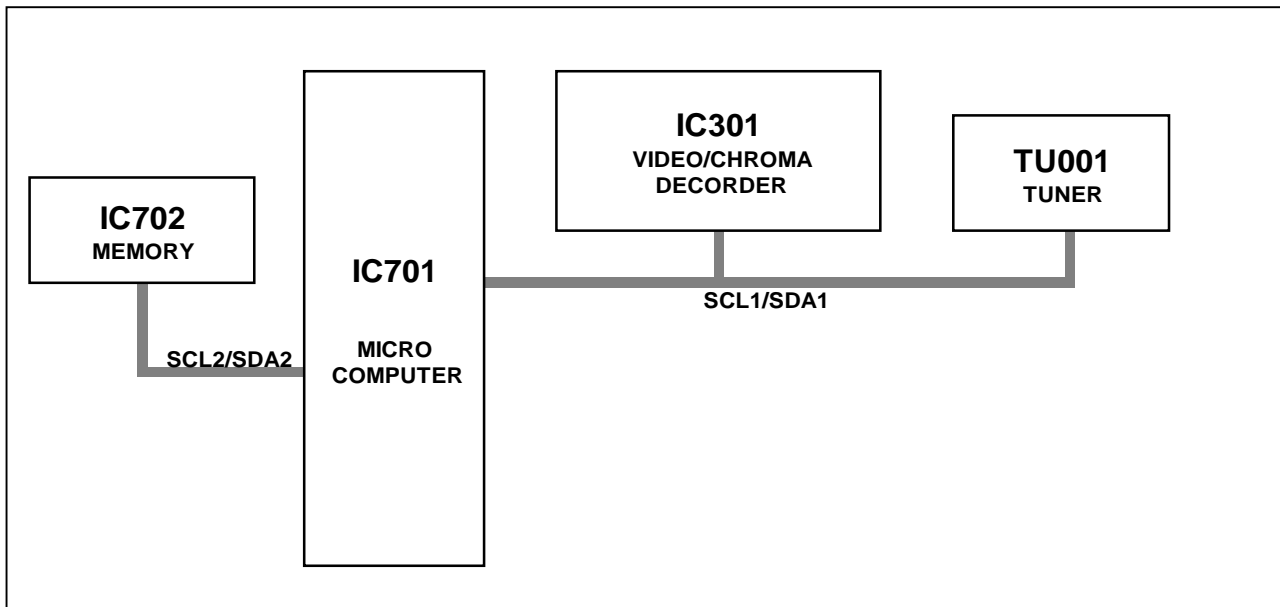 IC702
MEMORY
SCL2/SDA2
IC701
MICRO
COMPUTER
IC301
VIDEO/CHROMA
DECORDER
SCL1/SDA1
TU001
TUNER